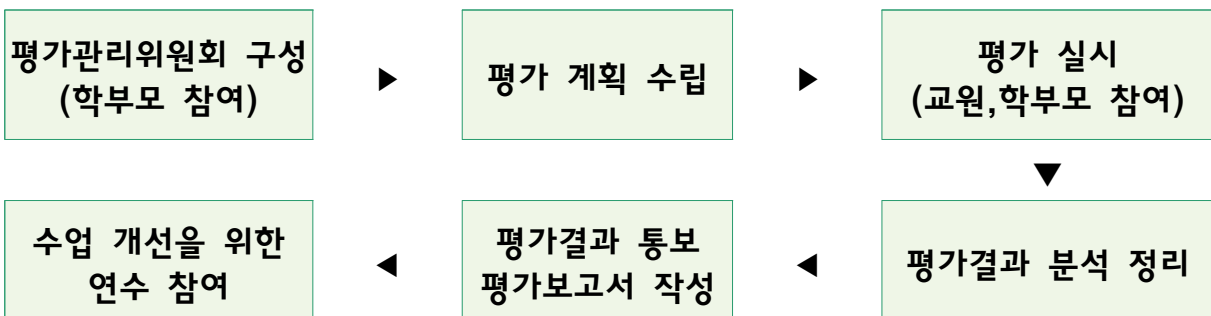 평가관리위원회 구성
(학부모 참여)
▶
평가 계획 수립
▶
평가 실시
(교원,학부모 참여)
▼
평가결과 분석 정리
◀
평가결과 통보
평가보고서 작성
◀
수업 개선을 위한
연수 참여